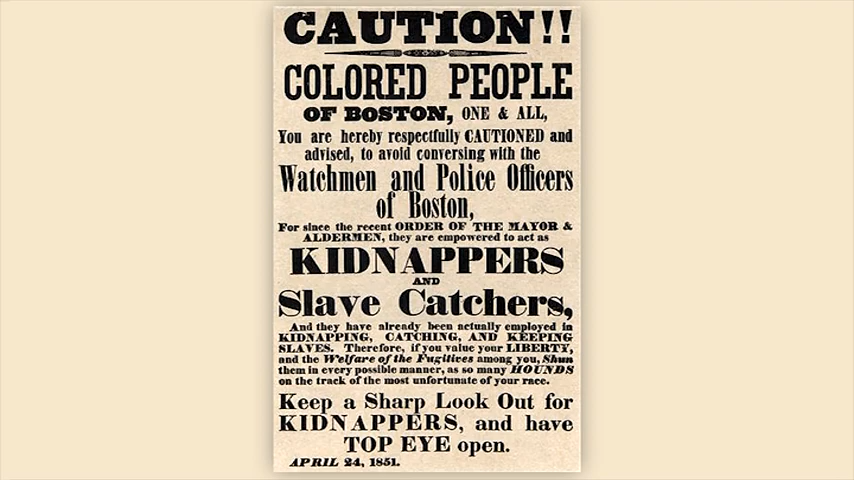 CAUTION!!
COLORED PEOPLE
OF BOSTON, ONE & ALL,
You are hereby respectfully CAUTIONED and
advised, to avoid conversing with the
Watchmen and Police Officers
of Boston,
For since the recent ORDER OF THE MAYOR &
ALDERMEN, they are empowered to act as
KIDNAPPERS
AND
Slave Catchers,
And they have already been actually employed in
KIDNAPPING, CATCHING, AND KEEPING
SLAVES. Therefore, if you value your LIBERTY,
and the Welfare of the Fugitives among you, Shun
them in every possible manner, as so many HOUNDS
on the track of the most unfortunate of your race.
Keep a Sharp Look Out for
KIDNAPPERS, and have
TOP EYE open.
APRIL 24, 1851.